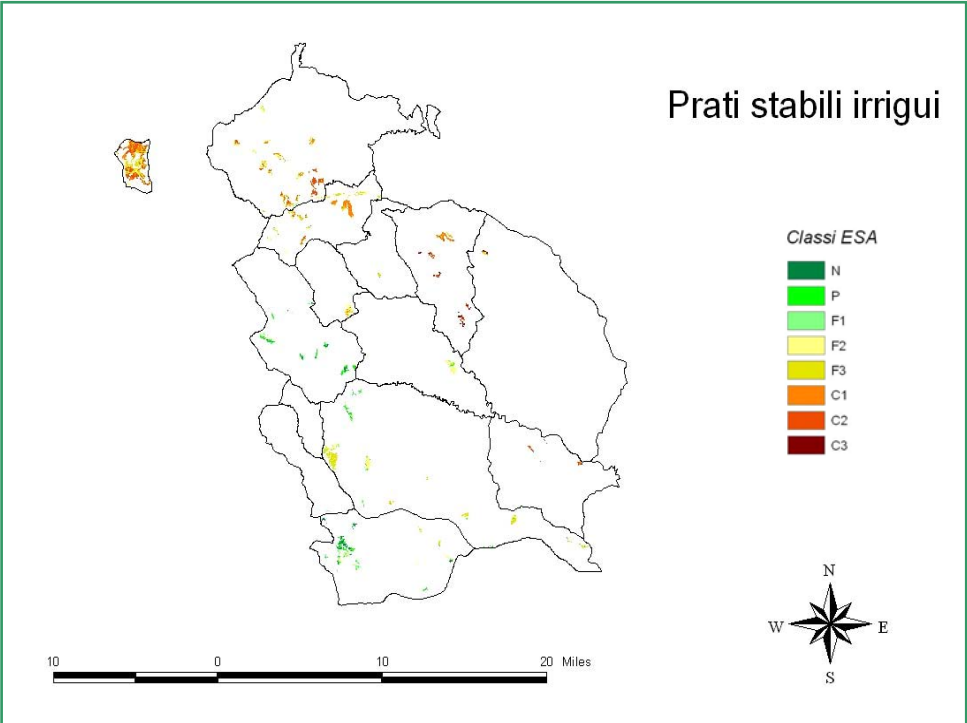 Prati stabili irrigui
Classi ESA
N
P
F1
F2
F3
C1
C2
C3
N
W E
S
10 0 10 20 Miles